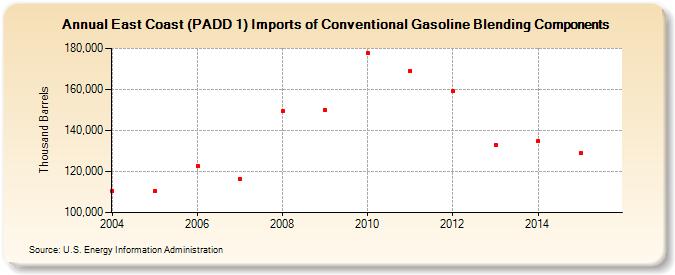 Annual East Coast (PADD 1) Imports of Conventional Gasoline Blending Components
Thousand Barrels
180,000
160,000
140,000
120,000
100,000
2004 2006 2008 2010 2012 2014
Source: U.S. Energy Information Administration